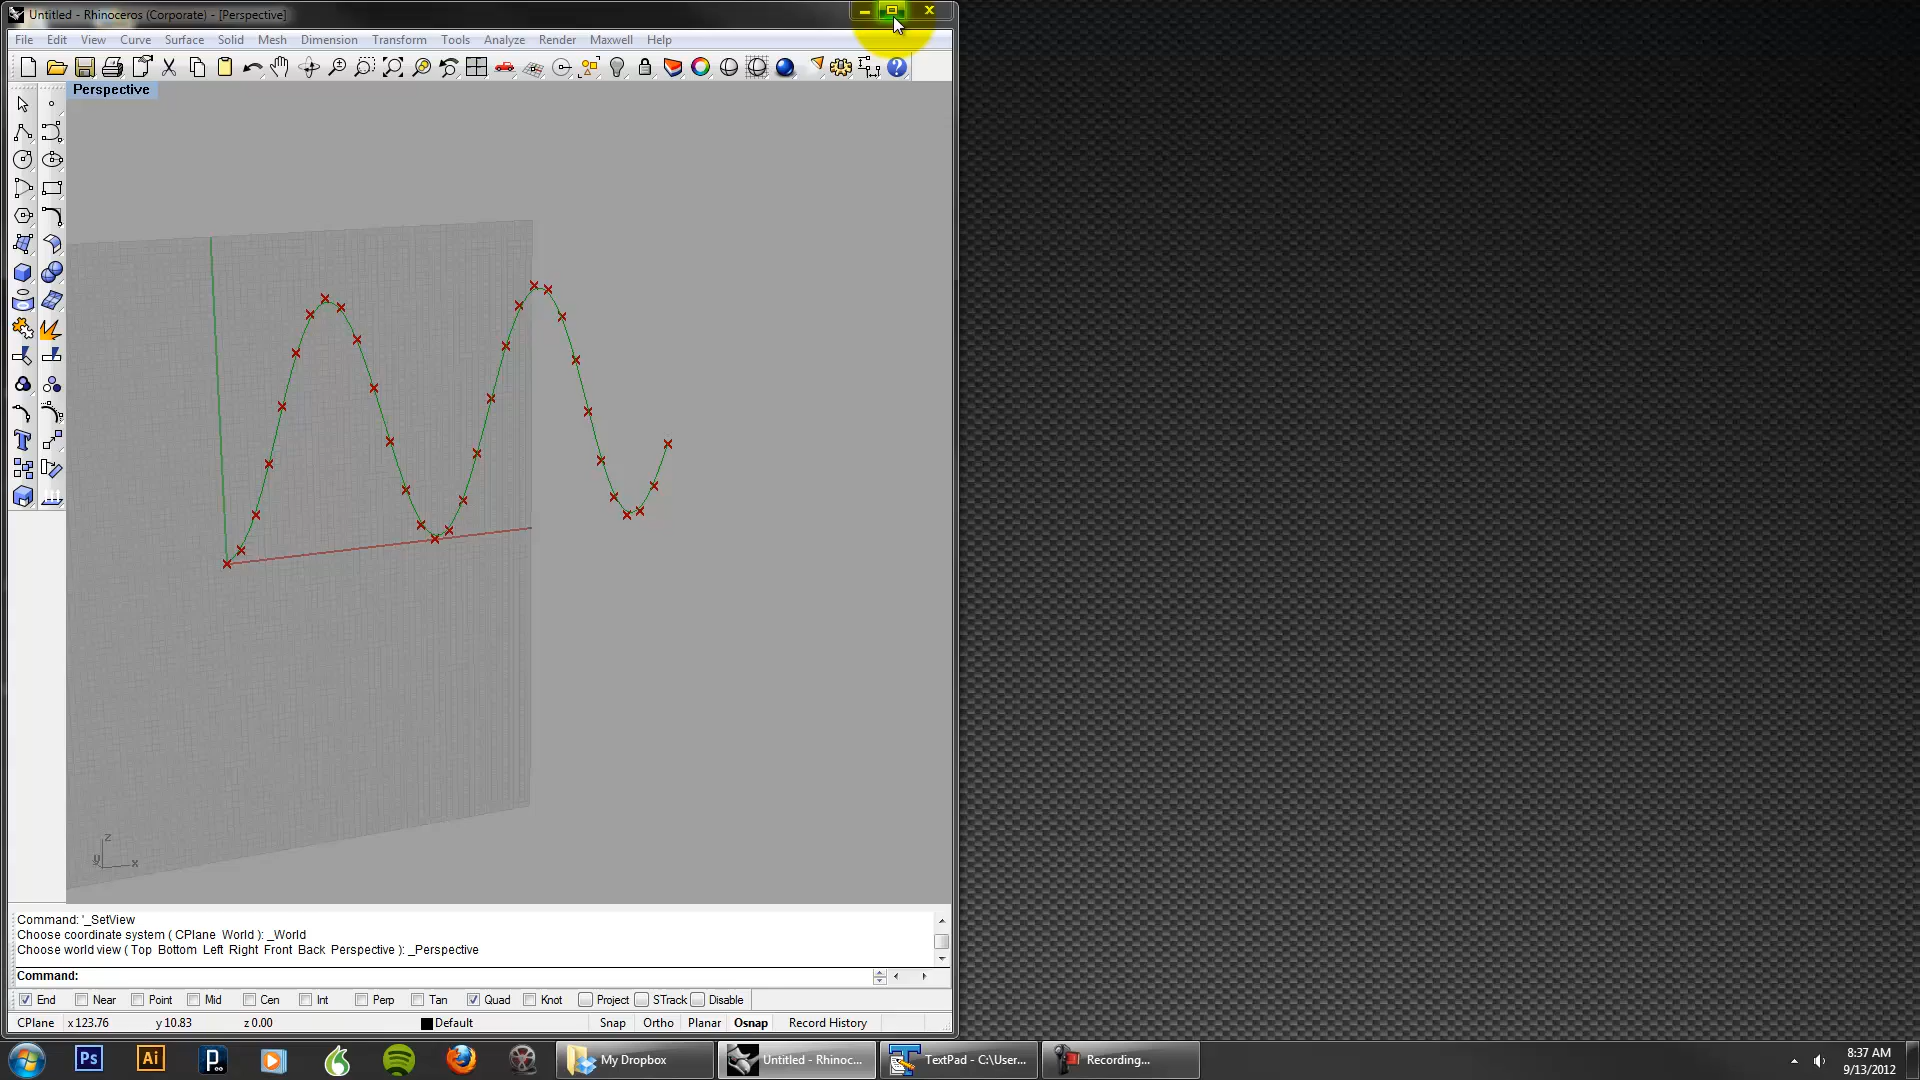 Untitled - Rhinoceros (Corporate) - [Perspective]
File Edit View Curve Surface Solid Mesh Dimension Transform Tools Analyze Render Maxwell Help
Perspective
z
y x
Command: '_SetView
Choose coordinate system ( CPlane World ): _World
Choose world view ( Top Bottom Left Right Front Back Perspective ): _Perspective
Command:
End Near Point Mid Cen Int Perp Tan Quad Knot Project STrack Disable
CPlane x 123.76 y 10.83 z 0.00 Default Snap Ortho Planar Osnap Record History
Ps Ai P My Dropbox Untitled - Rhinoc... TextPad - C:\User... Recording... 8:37 AM
9/13/2012